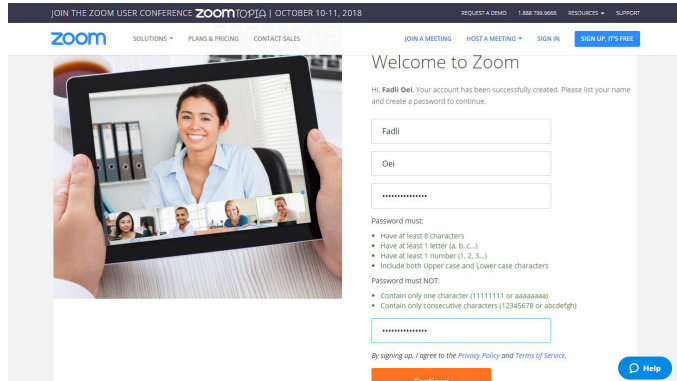 JOIN THE ZOOM USER CONFERENCE ZOOMTOPIA | OCTOBER 10-11, 2018
REQUEST A DEMO 1.888.799.9666 RESOURCES SUPPORT
zoom SOLUTIONS PLANS & PRICING CONTACT SALES JOIN A MEETING HOST A MEETING SIGN IN SIGN UP, IT'S FREE
Welcome to Zoom
Hi, Fadli Oei. Your account has been successfully created. Please list your name
and create a password to continue.
Fadli
Oei
•••••••••••••••
Password must:
• Have at least 8 characters
• Have at least 1 letter (a, b, c...)
• Have at least 1 number (1, 2, 3...)
• Include both Upper case and Lower case characters
Password must NOT:
• Contain only one character (11111111 or aaaaaaaa)
• Contain only consecutive characters (12345678 or abcdefgh)
•••••••••••••••
By signing up, I agree to the Privacy Policy and Terms of Service.
Continue
Help